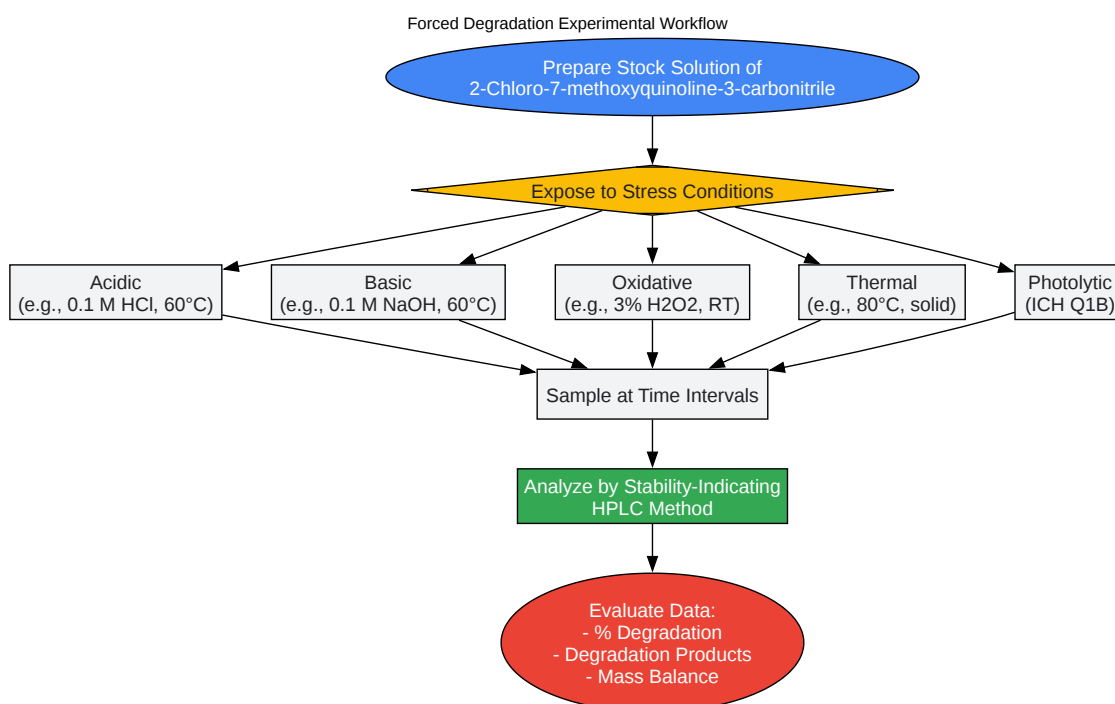 Forced Degradation Experimental Workflow
Prepare Stock Solution of
2-Chloro-7-methoxyquinoline-3-carbonitrile
Expose to Stress Conditions
Acidic
(e.g., 0.1 M HCl, 60°C)
Basic
(e.g., 0.1 M NaOH, 60°C)
Oxidative
(e.g., 3% H2O2, RT)
Thermal
(e.g., 80°C, solid)
Photolytic
(ICH Q1B)
Sample at Time Intervals
Analyze by Stability-Indicating
HPLC Method
Evaluate Data:
- % Degradation
- Degradation Products
- Mass Balance